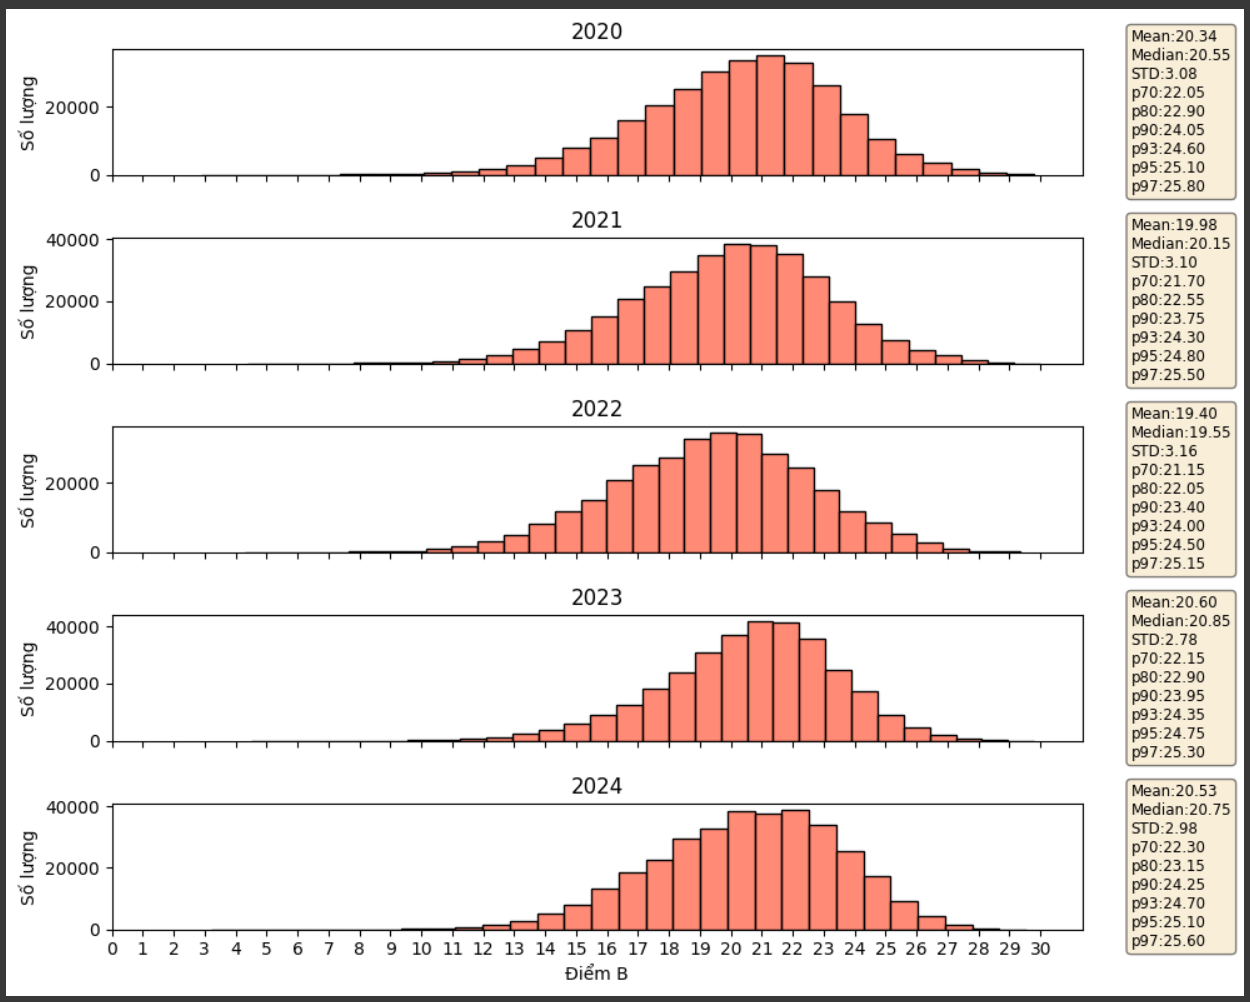 2020
Số lượng
20000
0
Mean:20.34
Median:20.55
STD:3.08
p70:22.05
p80:22.90
p90:24.05
p93:24.60
p95:25.10
p97:25.80
2021
Số lượng
40000
20000
0
Mean:19.98
Median:20.15
STD:3.10
p70:21.70
p80:22.55
p90:23.75
p93:24.30
p95:24.80
p97:25.50
2022
Số lượng
20000
0
Mean:19.40
Median:19.55
STD:3.16
p70:21.15
p80:22.05
p90:23.40
p93:24.00
p95:24.50
p97:25.15
2023
Số lượng
40000
20000
0
Mean:20.60
Median:20.85
STD:2.78
p70:22.15
p80:22.90
p90:23.95
p93:24.35
p95:24.75
p97:25.30
2024
Số lượng
40000
20000
0
Mean:20.53
Median:20.75
STD:2.98
p70:22.30
p80:23.15
p90:24.25
p93:24.70
p95:25.10
p97:25.60
0 1 2 3 4 5 6 7 8 9 10 11 12 13 14 15 16 17 18 19 20 21 22 23 24 25 26 27 28 29 30
Điểm B